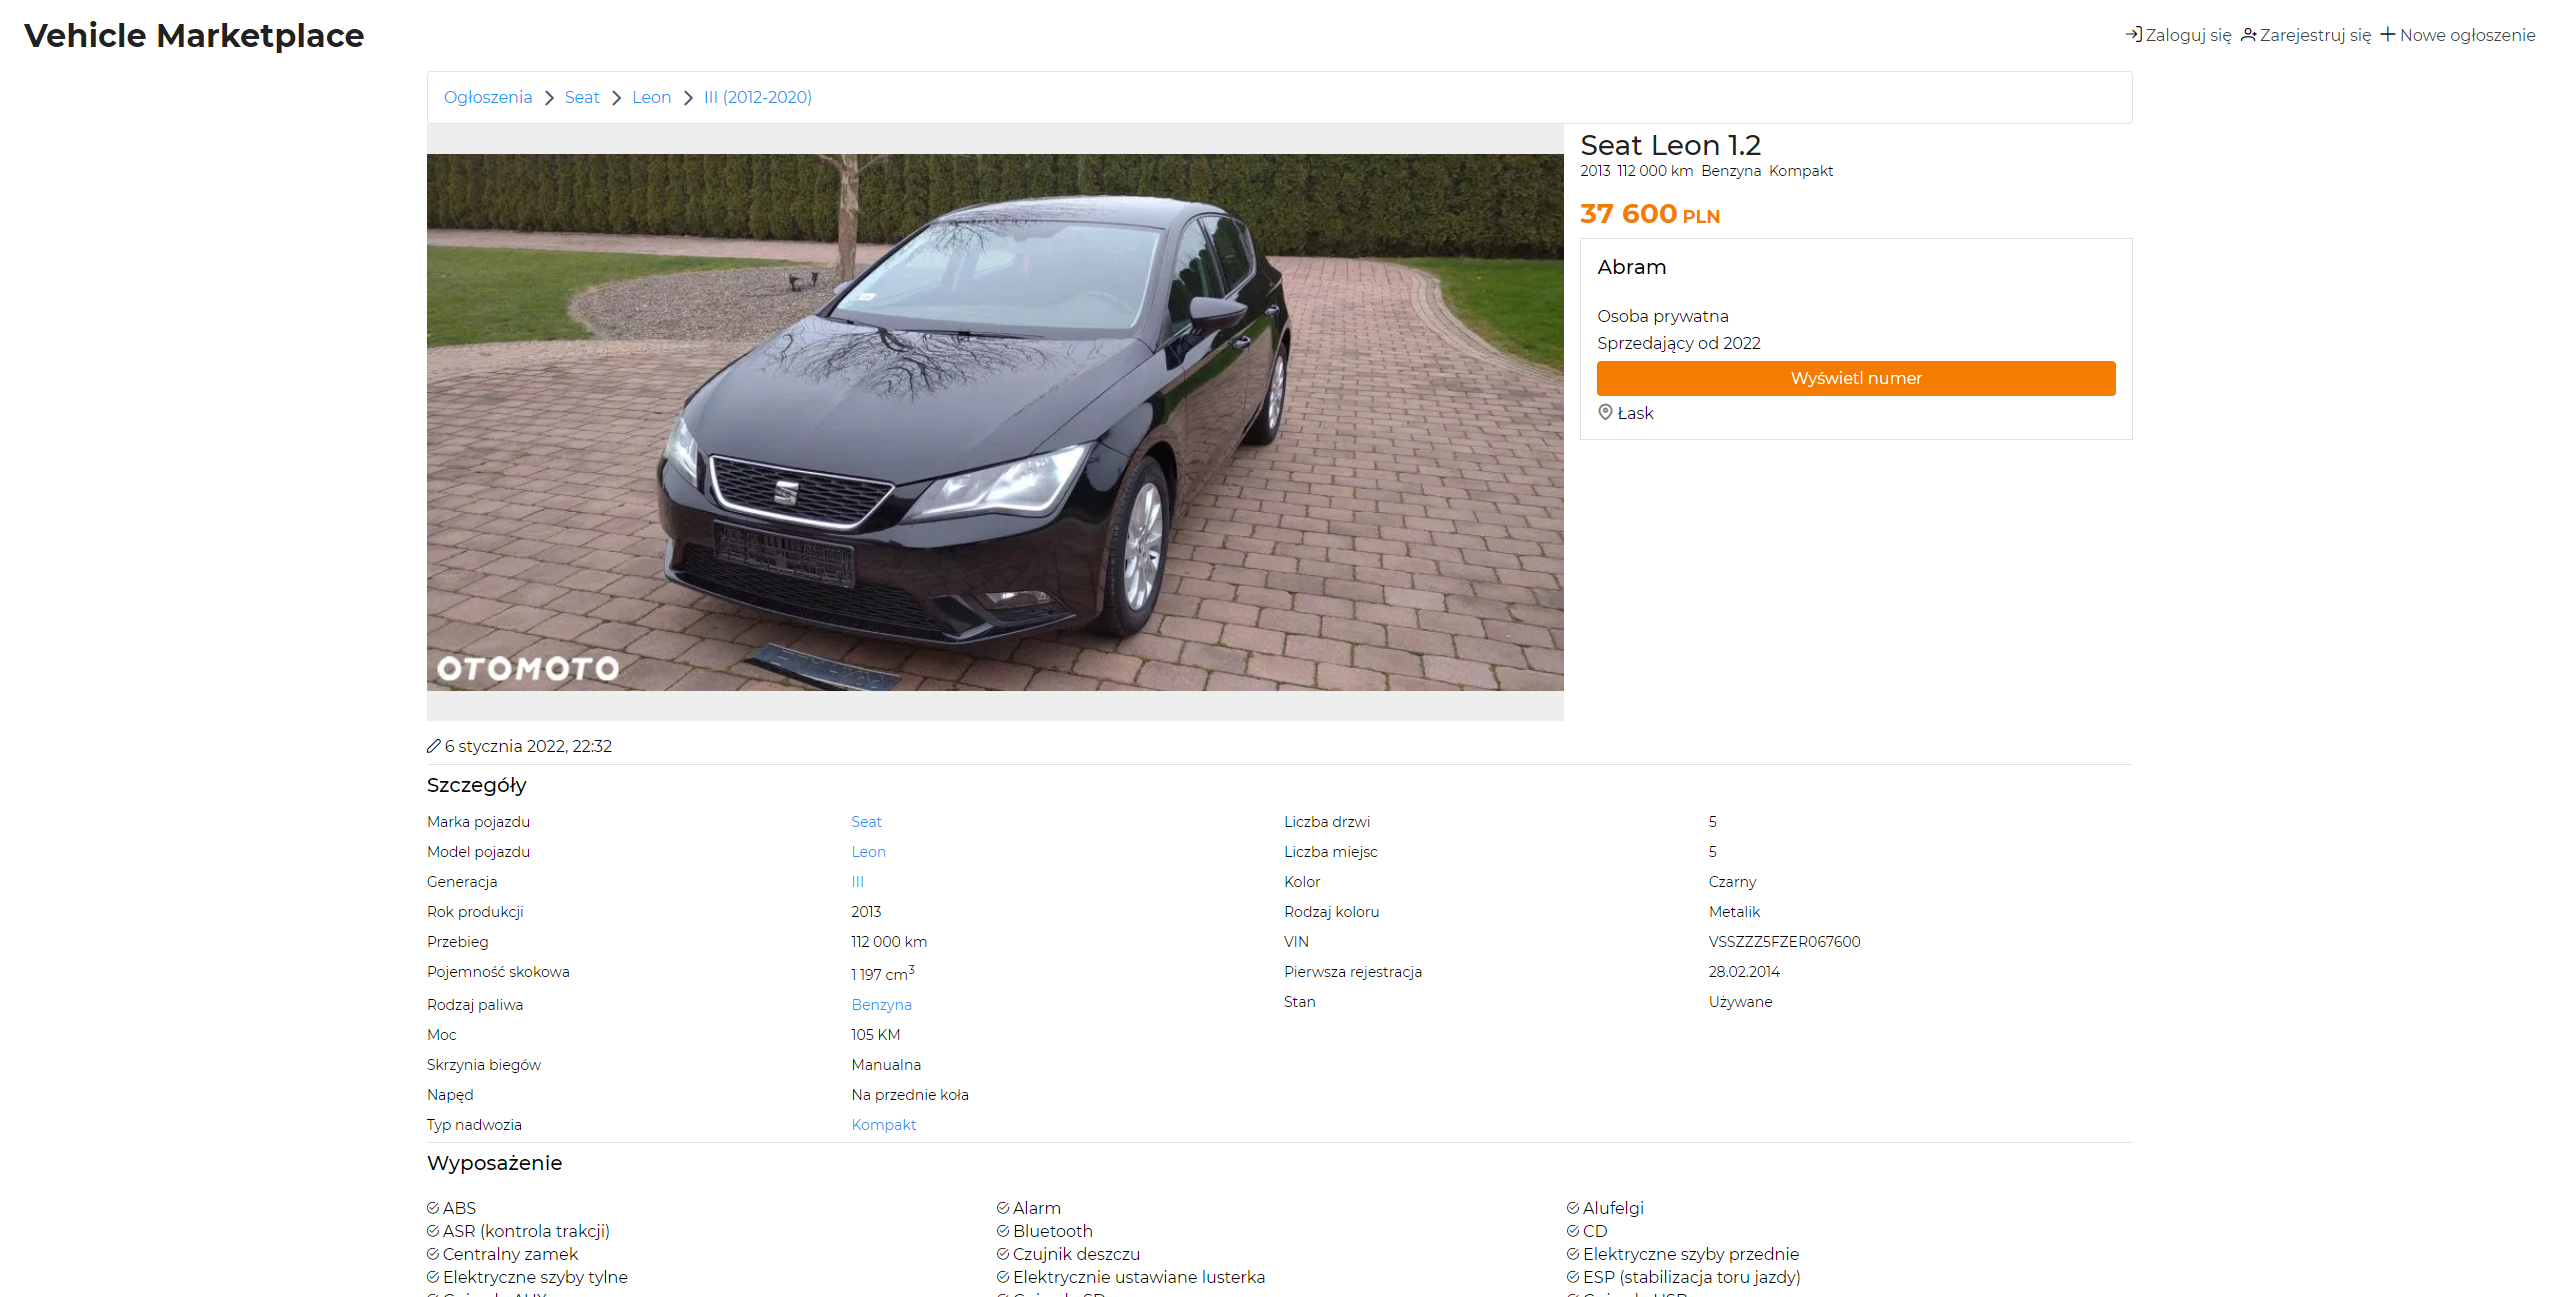 Vehicle Marketplace
Zaloguj się Zarejestruj się Nowe ogłoszenie
Ogłoszenia Seat Leon III (2012-2020)
Seat Leon 1.2
2013 112 000 km Benzyna Kompakt
37 600 PLN
Abram
Osoba prywatna
Sprzedający od 2022
Wyświetl numer
Łask
OTOMOTO
6 stycznia 2022, 22:32
Szczegóły
Marka pojazdu Seat
Model pojazdu Leon
Generacja III
Rok produkcji 2013
Przebieg 112 000 km
Pojemność skokowa 1 197 cm³
Rodzaj paliwa Benzyna
Moc 105 KM
Skrzynia biegów Manualna
Napęd Na przednie koła
Typ nadwozia Kompakt
Liczba drzwi 5
Liczba miejsc 5
Kolor Czarny
Rodzaj koloru Metalik
VIN VSSZZZ5FZER067600
Pierwsza rejestracja 28.02.2014
Stan Używane
Wyposażenie
ABS Alarm Alufelgi
ASR (kontrola trakcji) Bluetooth CD
Centralny zamek Czujnik deszczu Elektryczne szyby przednie
Elektryczne szyby tylne Elektrycznie ustawiane lusterka ESP (stabilizacja toru jazdy)